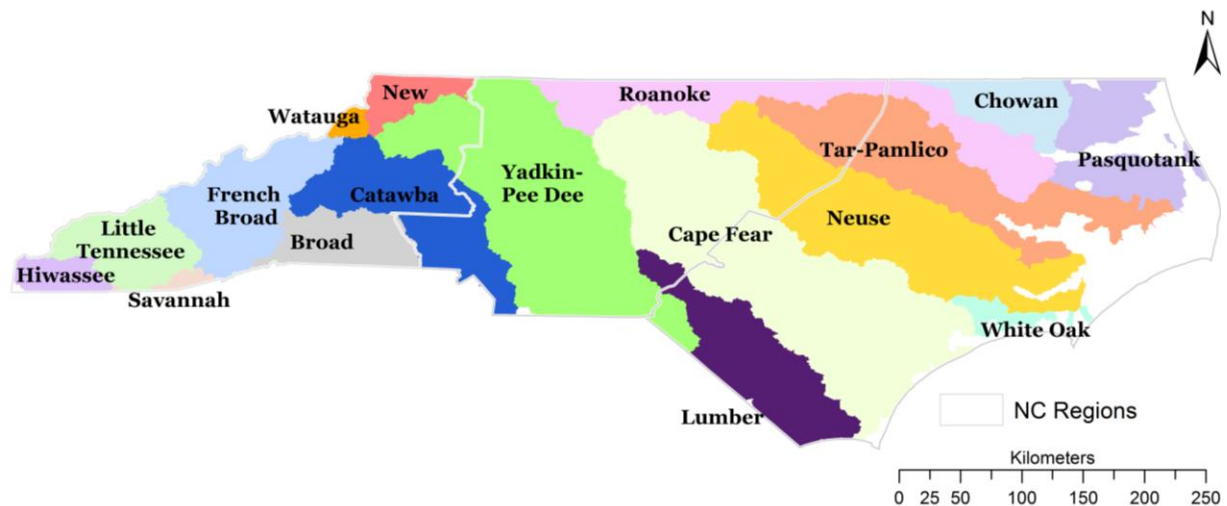 N
New
Roanoke
Chowan
Watauga
Tar-Pamlico
Pasquotank
Yadkin-
Pee Dee
French
Broad
Catawba
Neuse
Little
Tennessee
Broad
Cape Fear
Hiwassee
Savannah
White Oak
Lumber
NC Regions
Kilometers
0 25 50 100 150 200 250